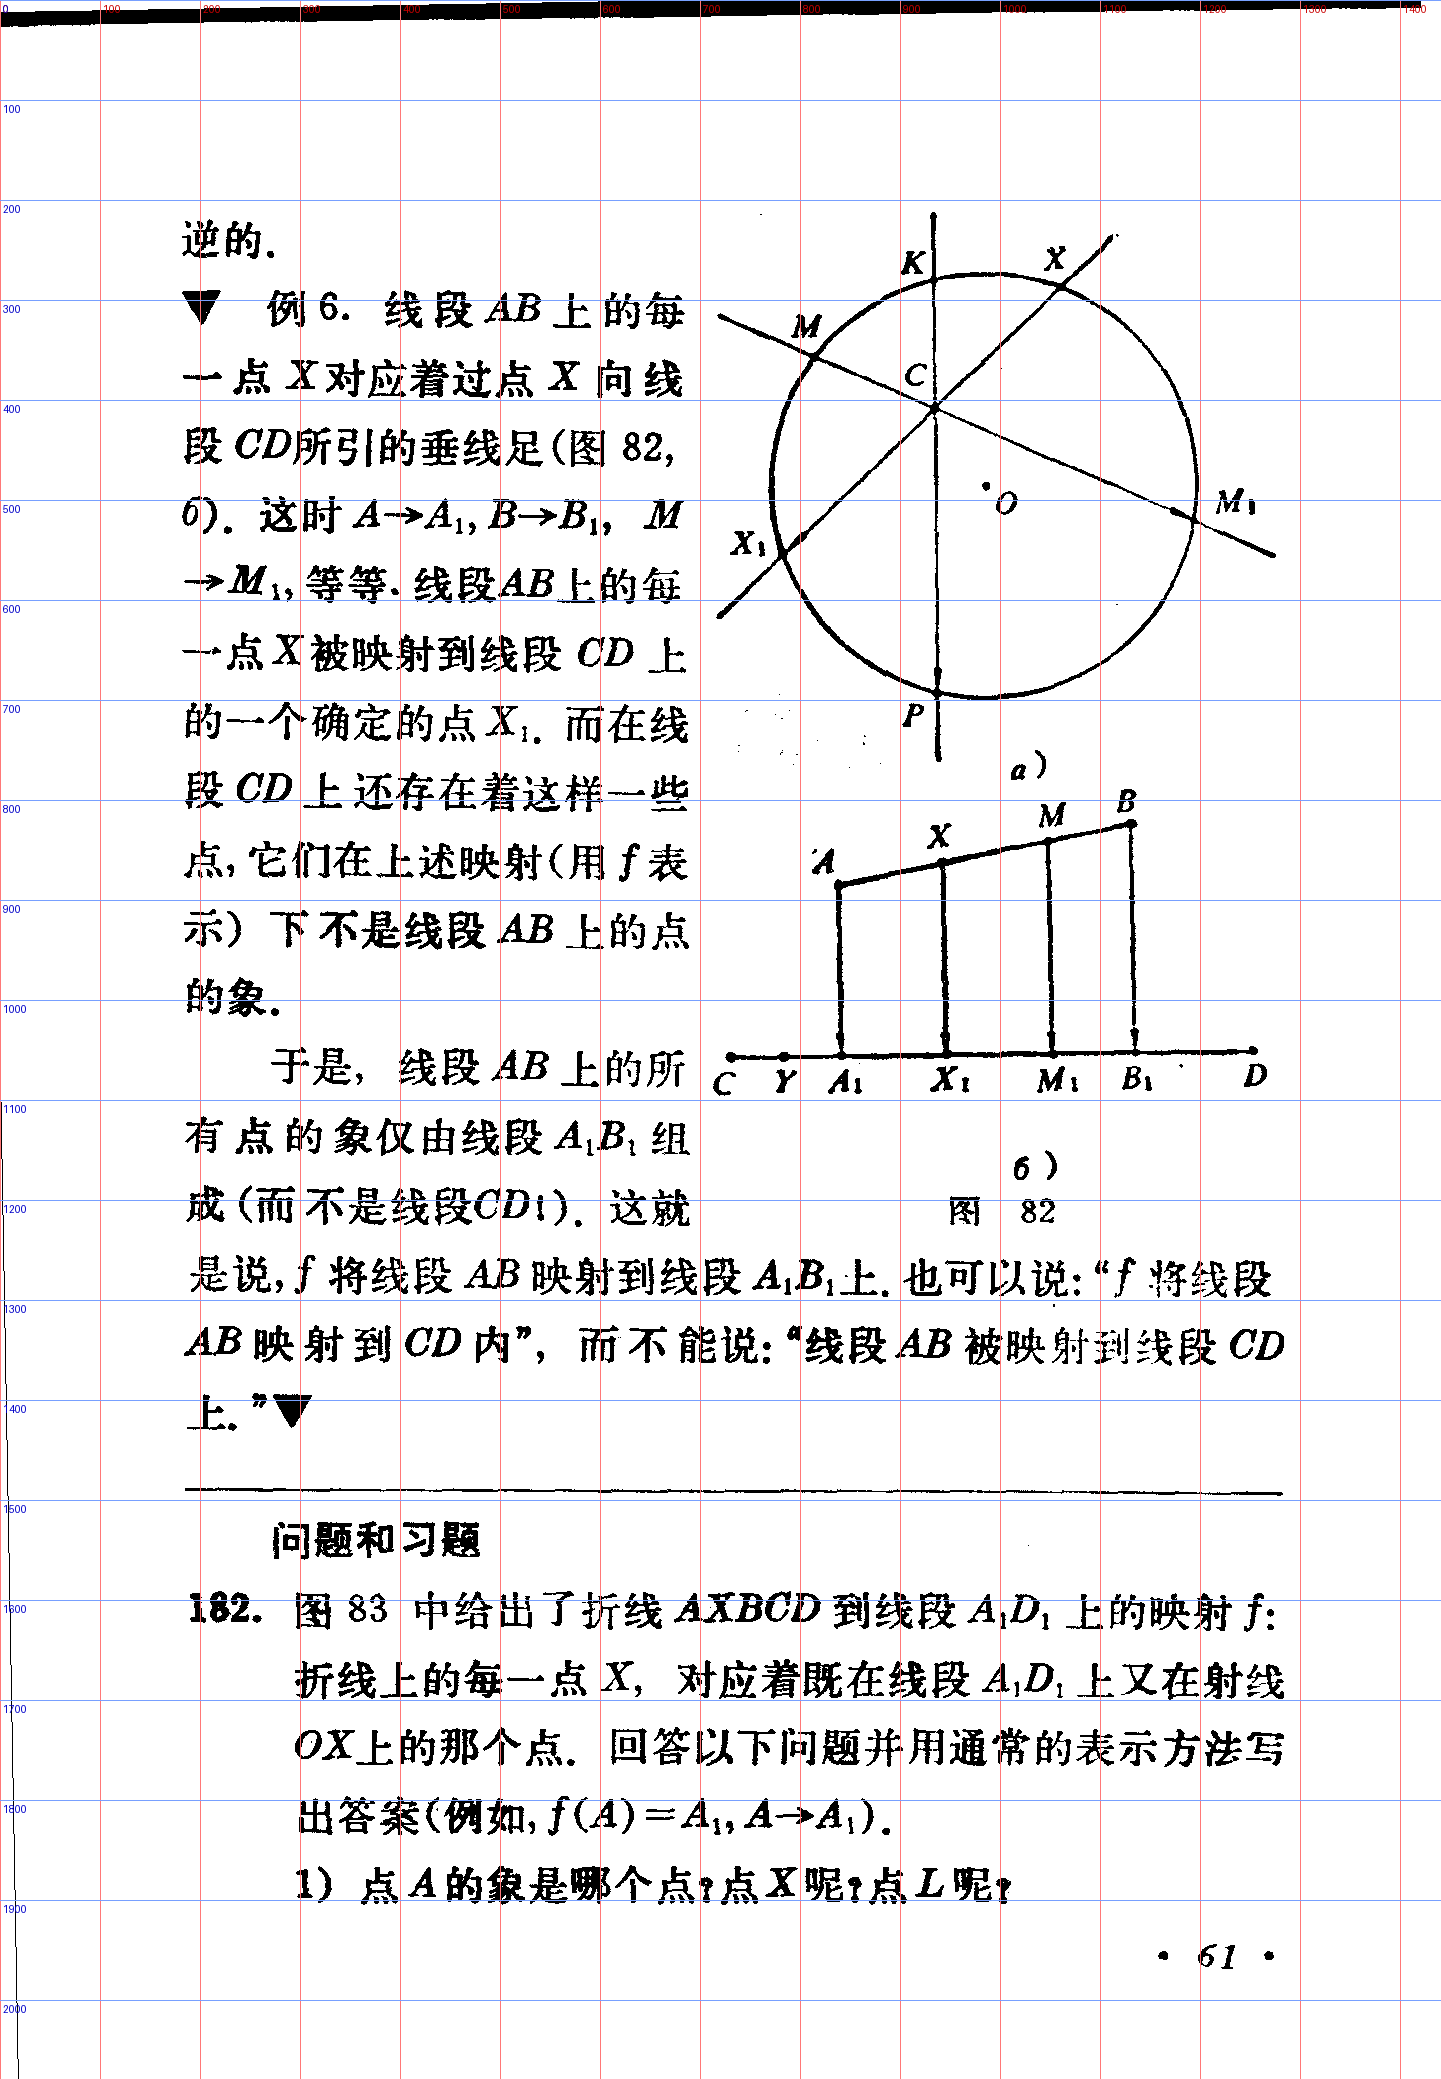 逆的.
▼ 例 6. 线段 AB 上的每
一点 X 对应着过点 X 向线
段 CD所引的垂线足(图 82,
б). 这时 A→A₁, B→B₁, M
→M₁, 等等. 线段AB上的每
一点 X 被映射到线段 CD 上
的一个确定的点 X₁. 而在线
段 CD 上还存在着这样一些
点, 它们在上述映射(用 f 表
示) 下不是线段 AB 上的点
的象.
于是, 线段 AB 上的所
有点的象仅由线段 A₁B₁ 组
成(而不是线段CD!). 这就
K
X
M
C
O
M₁
X₁
P
a)
A
X
M
B
C Y A₁ X₁ M₁ B₁ D
б)
图 82
是说, f 将线段 AB 映射到线段 A₁B₁上. 也可以说: “f 将线段
AB 映射到 CD 内”, 而不能说: “线段 AB 被映射到线段 CD
上. ”▼
问题和习题
182. 图 83 中给出了折线 AXBCD 到线段 A₁D₁ 上的映射 f:
折线上的每一点 X, 对应着既在线段 A₁D₁ 上又在射线
OX上的那个点. 回答以下问题并用通常的表示方法写
出答案(例如, f(A)=A₁, A→A₁).
1) 点 A 的象是哪个点?点 X 呢?点 L 呢?
• 61 •